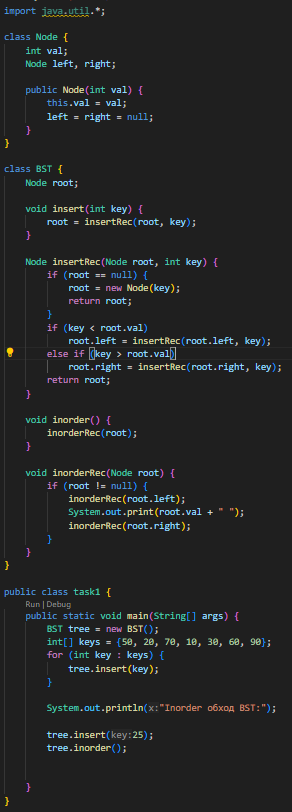 import java.util.*;

class Node {
    int val;
    Node left, right;

    public Node(int val) {
        this.val = val;
        left = right = null;
    }
}

class BST {
    Node root;

    void insert(int key) {
        root = insertRec(root, key);
    }

    Node insertRec(Node root, int key) {
        if (root == null) {
            root = new Node(key);
            return root;
        }
        if (key < root.val)
            root.left = insertRec(root.left, key);
        else if (key > root.val)
            root.right = insertRec(root.right, key);
        return root;
    }

    void inorder() {
        inorderRec(root);
    }

    void inorderRec(Node root) {
        if (root != null) {
            inorderRec(root.left);
            System.out.print(root.val + " ");
            inorderRec(root.right);
        }
    }
}

public class task1 {
    Run | Debug
    public static void main(String[] args) {
        BST tree = new BST();
        int[] keys = {50, 20, 70, 10, 30, 60, 90};
        for (int key : keys) {
            tree.insert(key);
        }

        System.out.println(x:"Inorder обход BST:");

        tree.insert(key:25);
        tree.inorder();


    }
}